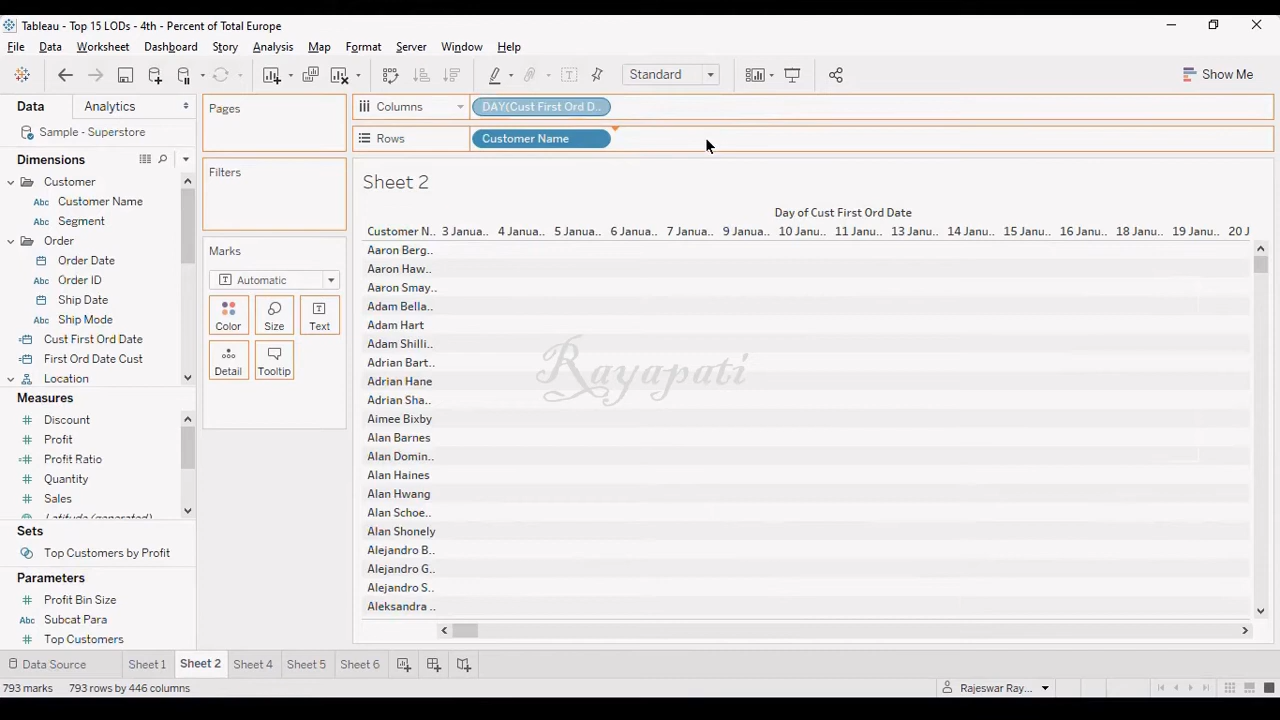 Tableau - Top 15 LODs - 4th - Percent of Total Europe
File Data Worksheet Dashboard Story Analysis Map Format Server Window Help
Standard
Show Me
Data Analytics
Sample - Superstore
Dimensions
Customer
Abc Customer Name
Abc Segment
Order
Order Date
Abc Order ID
Ship Date
Abc Ship Mode
Cust First Ord Date
First Ord Date Cust
Location
Measures
Discount
Profit
Profit Ratio
Quantity
Sales
Latitude (generated)
Sets
Top Customers by Profit
Parameters
Profit Bin Size
Abc Subcat Para
Top Customers
Pages
Filters
Marks
Automatic
Color Size Text
Detail Tooltip
Columns DAY(Cust First Ord D..
Rows Customer Name
Sheet 2
Day of Cust First Ord Date
Customer N.. 3 Janua.. 4 Janua.. 5 Janua.. 6 Janua.. 7 Janua.. 9 Janua.. 10 Janu.. 11 Janu.. 13 Janu.. 14 Janu.. 15 Janu.. 16 Janu.. 18 Janu.. 19 Janu.. 20 J
Aaron Berg..
Aaron Haw..
Aaron Smay..
Adam Bella..
Adam Hart
Adam Shilli..
Adrian Bart..
Adrian Hane
Adrian Sha..
Aimee Bixby
Alan Barnes
Alan Domin..
Alan Haines
Alan Hwang
Alan Schoe..
Alan Shonely
Alejandro B..
Alejandro G..
Alejandro S..
Aleksandra ..
Rayapati
Data Source Sheet 1 Sheet 2 Sheet 4 Sheet 5 Sheet 6
793 marks 793 rows by 446 columns
Rajeswar Ray...